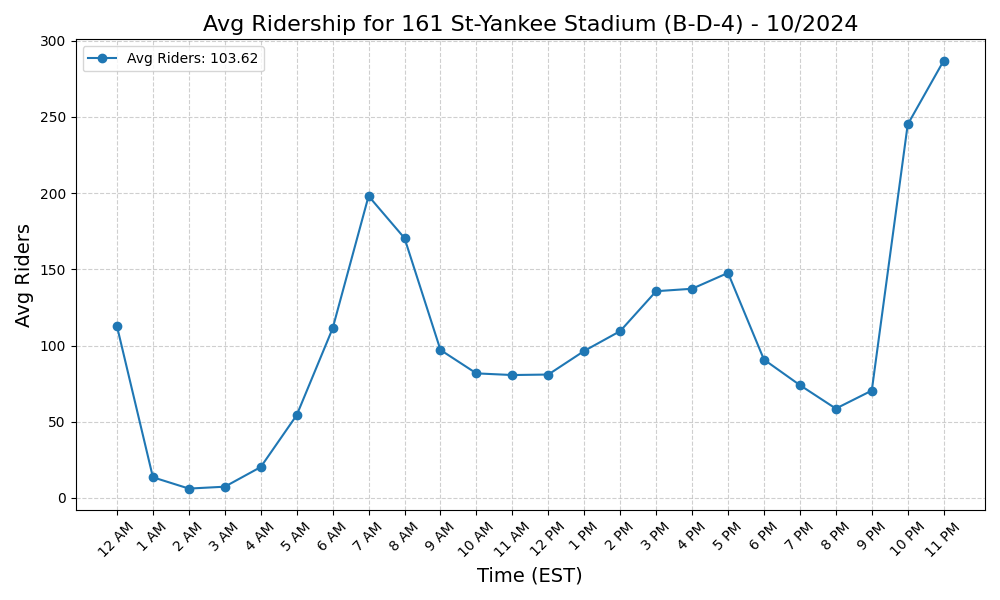 Avg Ridership for 161 St-Yankee Stadium (B-D-4) - 10/2024
Avg Riders: 103.62
Avg Riders
300
250
200
150
100
50
0
12 AM
1 AM
2 AM
3 AM
4 AM
5 AM
6 AM
7 AM
8 AM
9 AM
10 AM
11 AM
12 PM
1 PM
2 PM
3 PM
4 PM
5 PM
6 PM
7 PM
8 PM
9 PM
10 PM
11 PM
Time (EST)